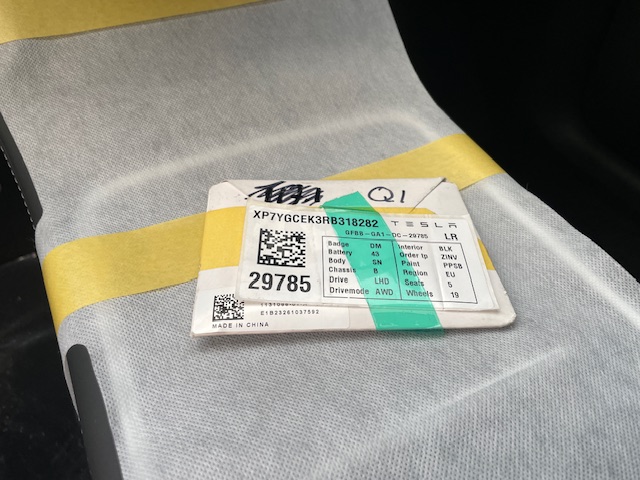 Q1
XP7YGCEK3RB318282 TESLA
GFBB-GA1-DC-29785 LR
Badge DM Interior BLK
Battery 43 Order tp ZINV
Body SN Paint PPSB
Chassis B Region EU
Drive LHD Seats 5
Drivemode AWD Wheels 19
29785
E1B23261037592
MADE IN CHINA